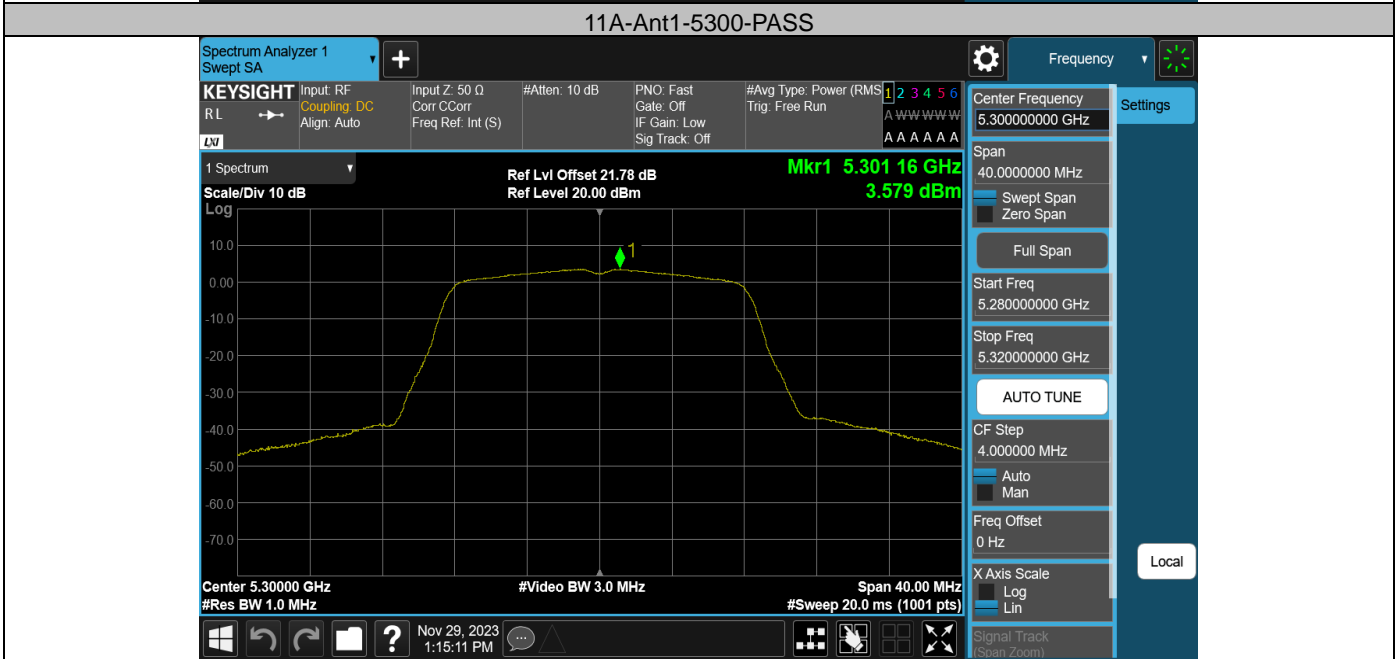 11A-Ant1-5300-PASS
Spectrum Analyzer 1
Swept SA
+
Frequency
KEYSIGHT
RL
LXI
Input: RF
Coupling: DC
Align: Auto
Input Z: 50 Ω
Corr CCorr
Freq Ref: Int (S)
#Atten: 10 dB
PNO: Fast
Gate: Off
IF Gain: Low
Sig Track: Off
#Avg Type: Power (RMS
Trig: Free Run
1 2 3 4 5 6
A W W W W W
A A A A A A
1 Spectrum
Scale/Div 10 dB
Log
Ref Lvl Offset 21.78 dB
Ref Level 20.00 dBm
Mkr1 5.301 16 GHz
3.579 dBm
1
10.0
0.00
-10.0
-20.0
-30.0
-40.0
-50.0
-60.0
-70.0
Center 5.30000 GHz
#Res BW 1.0 MHz
#Video BW 3.0 MHz
Span 40.00 MHz
#Sweep 20.0 ms (1001 pts)
Center Frequency
5.300000000 GHz
Settings
Span
40.0000000 MHz
Swept Span
Zero Span
Full Span
Start Freq
5.280000000 GHz
Stop Freq
5.320000000 GHz
AUTO TUNE
CF Step
4.000000 MHz
Auto
Man
Freq Offset
0 Hz
X Axis Scale
Log
Lin
Local
Signal Track
(Span Zoom)
?
Nov 29, 2023
1:15:11 PM